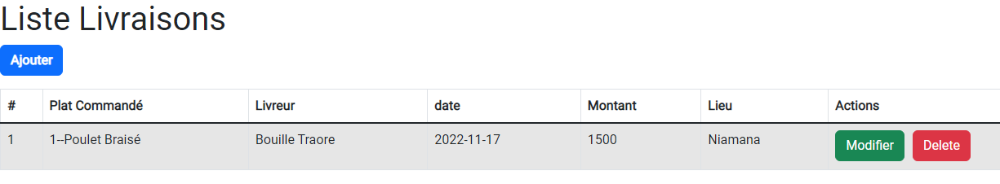 Liste Livraisons
Ajouter
# Plat Commandé Livreur date Montant Lieu Actions
1 1--Poulet Braisé Bouille Traore 2022-11-17 1500 Niamana Modifier Delete